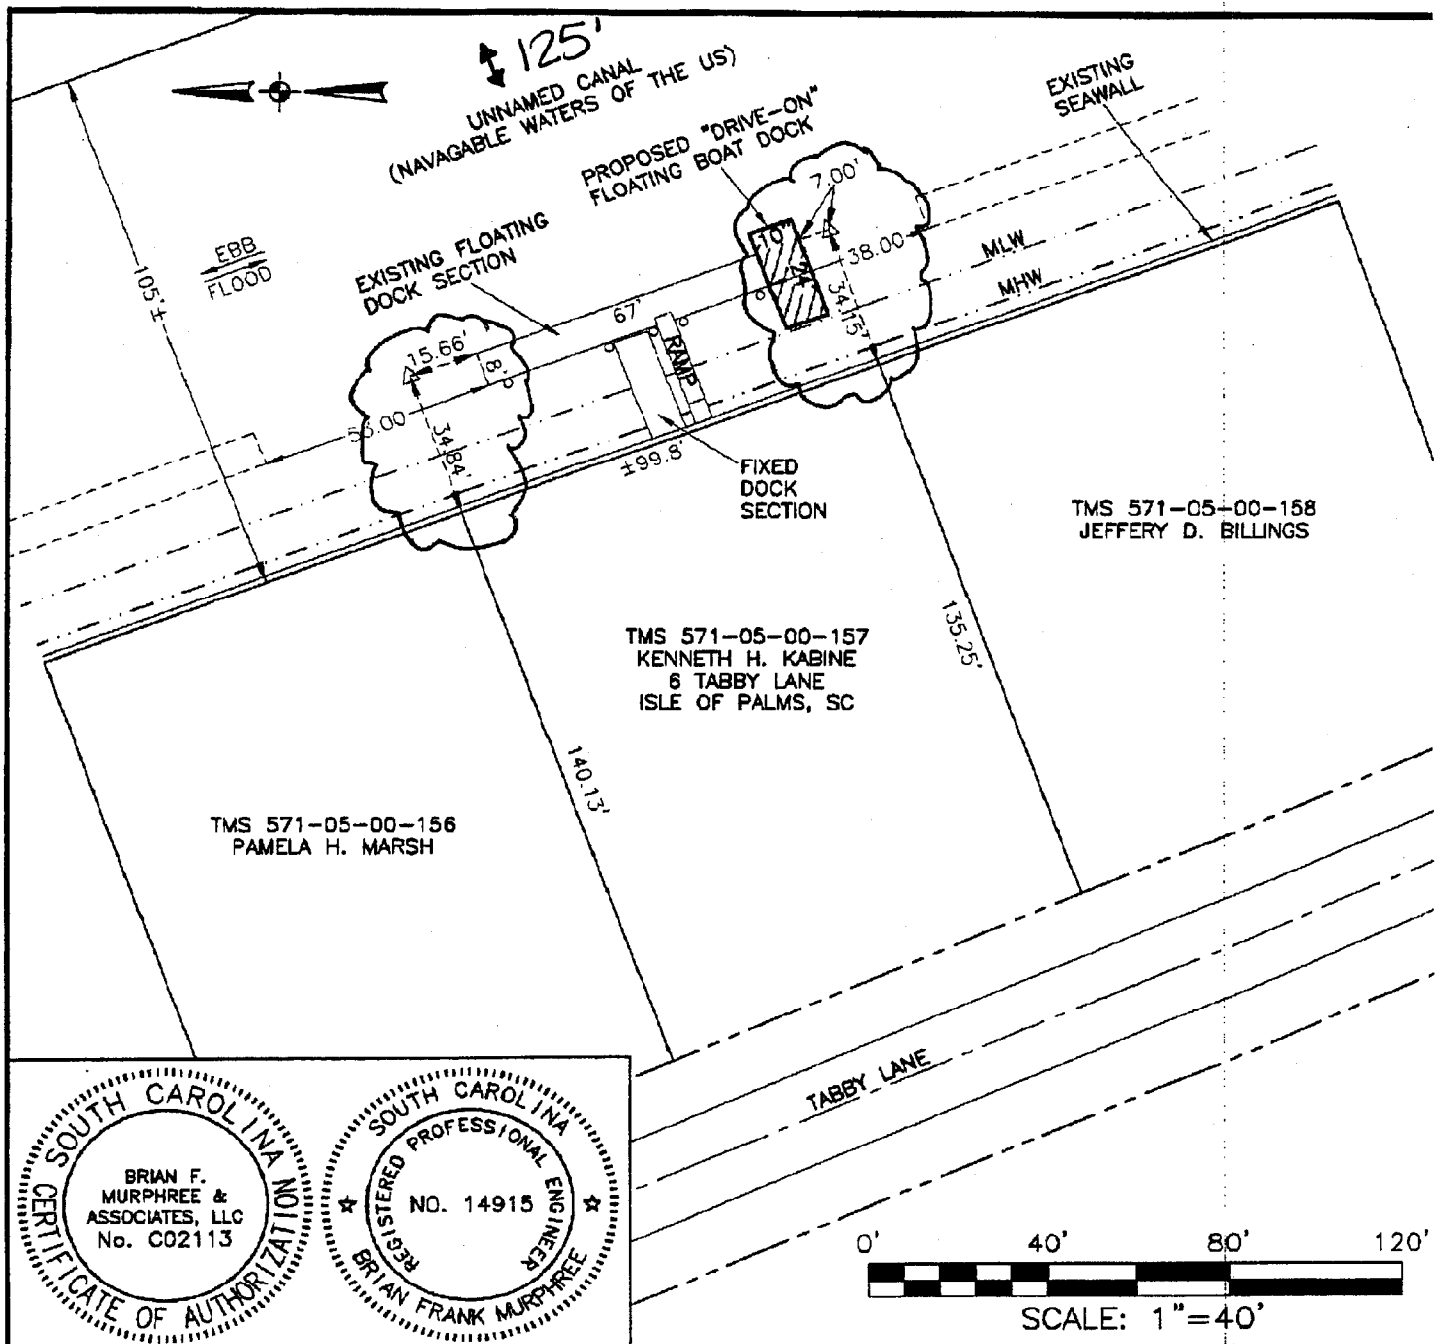 125'
UNNAMED CANAL
(NAVAGABLE WATERS OF THE US)
EXISTING
SEAWALL
PROPOSED "DRIVE-ON"
FLOATING BOAT DOCK
7.00'
EXISTING FLOATING
DOCK SECTION
EBB
FLOOD
105'±
10'
24'
38.00
34.15'
MLW
MHW
67'
15.66'
8'
RAMP
53.00
34.84'
±99.8'
FIXED
DOCK
SECTION
TMS 571-05-00-158
JEFFERY D. BILLINGS
TMS 571-05-00-157
KENNETH H. KABINE
6 TABBY LANE
ISLE OF PALMS, SC
135.25'
140.13'
TMS 571-05-00-156
PAMELA H. MARSH
TABBY LANE
SOUTH CAROLINA
CERTIFICATE OF AUTHORIZATION
BRIAN F.
MURPHREE &
ASSOCIATES, LLC
No. C02113
SOUTH CAROLINA
REGISTERED PROFESSIONAL ENGINEER
NO. 14915
BRIAN FRANK MURPHREE
0' 40' 80' 120'
SCALE: 1"=40'